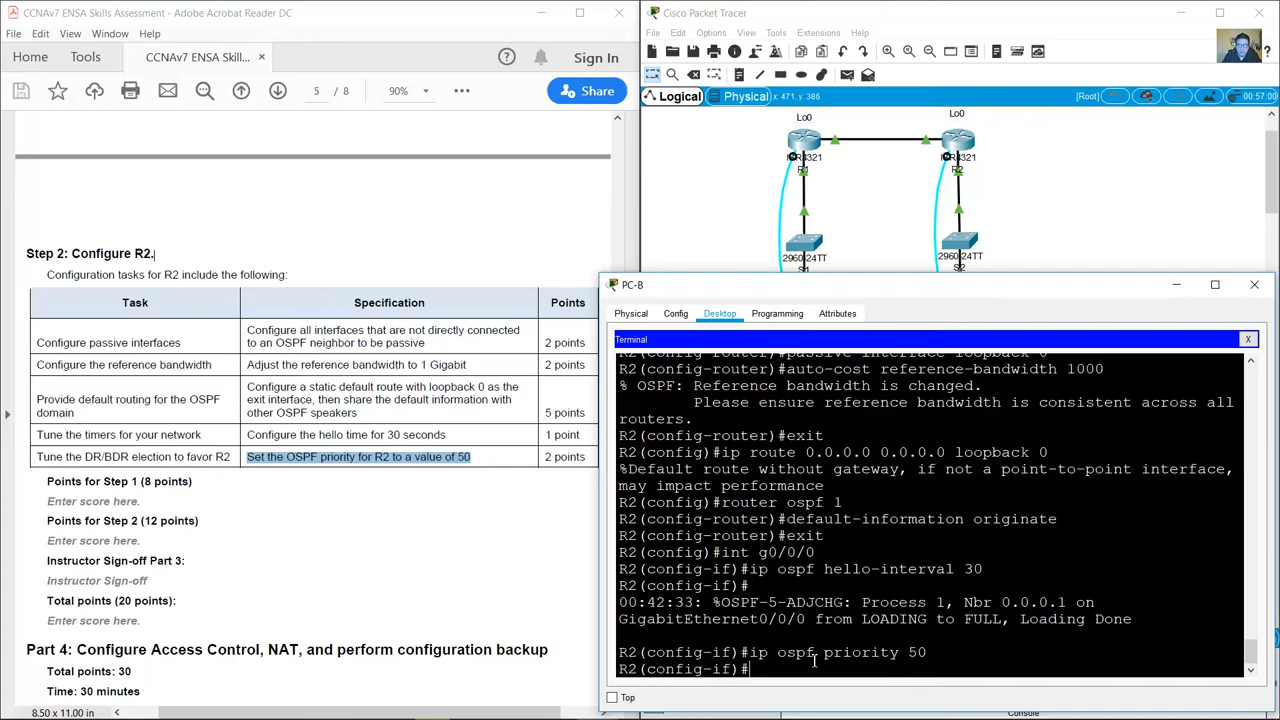 CCNAv7 ENSA Skills Assessment - Adobe Acrobat Reader DC
File Edit View Window Help
Home Tools CCNAv7 ENSA Skill... × Sign In
5 / 8 90% Share
Step 2: Configure R2.
Configuration tasks for R2 include the following:
Task Specification Points
Configure passive interfaces Configure all interfaces that are not directly connected to an OSPF neighbor to be passive 2 points
Configure the reference bandwidth Adjust the reference bandwidth to 1 Gigabit 2 points
Provide default routing for the OSPF domain Configure a static default route with loopback 0 as the exit interface, then share the default information with other OSPF speakers 5 points
Tune the timers for your network Configure the hello time for 30 seconds 1 point
Tune the DR/BDR election to favor R2 Set the OSPF priority for R2 to a value of 50 2 points
Points for Step 1 (8 points)
Enter score here.
Points for Step 2 (12 points)
Enter score here.
Instructor Sign-off Part 3:
Instructor Sign-off
Total points (20 points):
Enter score here.
Part 4: Configure Access Control, NAT, and perform configuration backup
Total points: 30
Time: 30 minutes
8.50 x 11.00 in
Cisco Packet Tracer
File Edit Options View Tools Extensions Help
Logical Physical x: 471, y: 386 [Root] 00:57:00
Lo0 Lo0
R1 R2
2960-24TT 2960-24TT
S1 S2
PC-B
Physical Config Desktop Programming Attributes
Terminal X
R2(config-router)#passive-interface loopback 0
R2(config-router)#auto-cost reference-bandwidth 1000
% OSPF: Reference bandwidth is changed.
Please ensure reference bandwidth is consistent across all
routers.
R2(config-router)#exit
R2(config)#ip route 0.0.0.0 0.0.0.0 loopback 0
%Default route without gateway, if not a point-to-point interface,
may impact performance
R2(config)#router ospf 1
R2(config-router)#default-information originate
R2(config-router)#exit
R2(config)#int g0/0/0
R2(config-if)#ip ospf hello-interval 30
R2(config-if)#
00:42:33: %OSPF-5-ADJCHG: Process 1, Nbr 0.0.0.1 on
GigabitEthernet0/0/0 from LOADING to FULL, Loading Done
R2(config-if)#ip ospf priority 50
R2(config-if)#
Top
Console